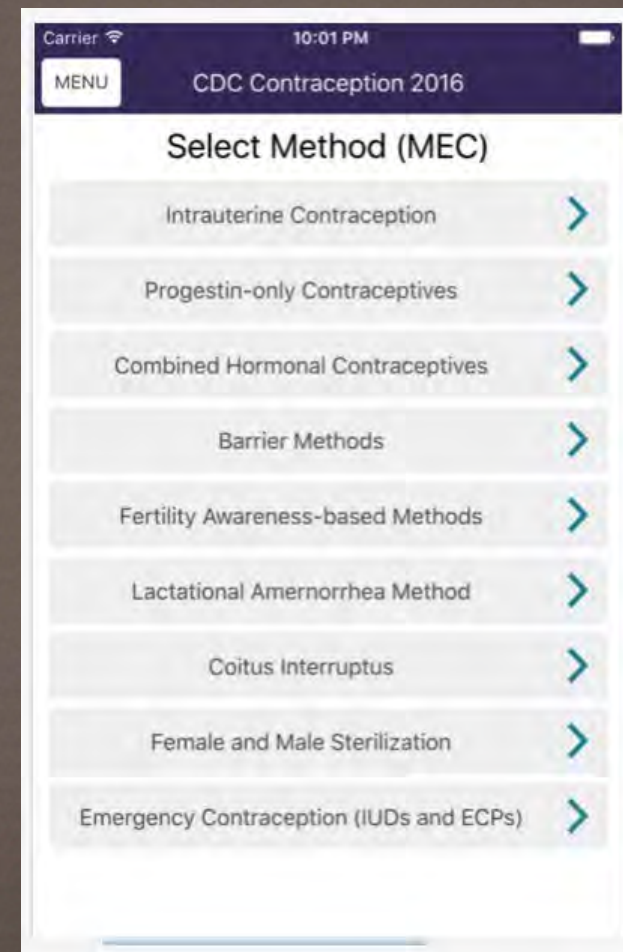 Carrier 10:01 PM
MENU CDC Contraception 2016
Select Method (MEC)
Intrauterine Contraception
Progestin-only Contraceptives
Combined Hormonal Contraceptives
Barrier Methods
Fertility Awareness-based Methods
Lactational Amernorrhea Method
Coitus Interruptus
Female and Male Sterilization
Emergency Contraception (IUDs and ECPs)